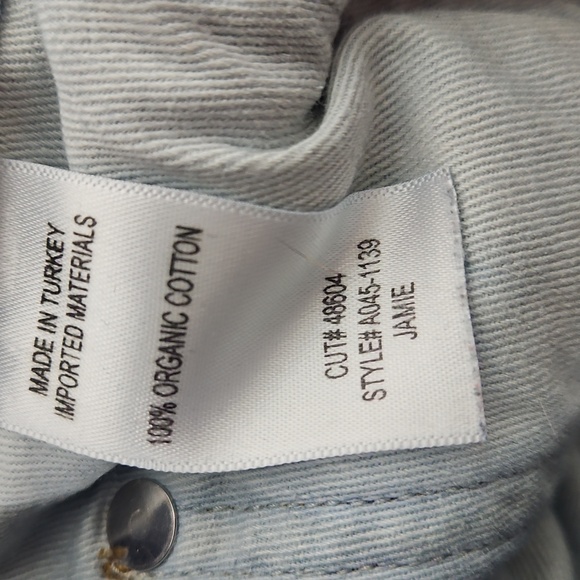 MADE IN TURKEY
IMPORTED MATERIALS
100% ORGANIC COTTON
CUT# 48604
STYLE# A045-1139
JAMIE